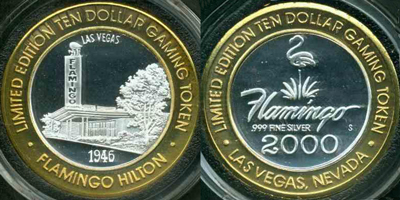 LIMITED EDITION TEN DOLLAR GAMING TOKEN
LAS VEGAS
FLAMINGO
1946
FLAMINGO HILTON
LIMITED EDITION TEN DOLLAR GAMING TOKEN
Flamingo
.999 FINE SILVER S
2000
LAS VEGAS, NEVADA